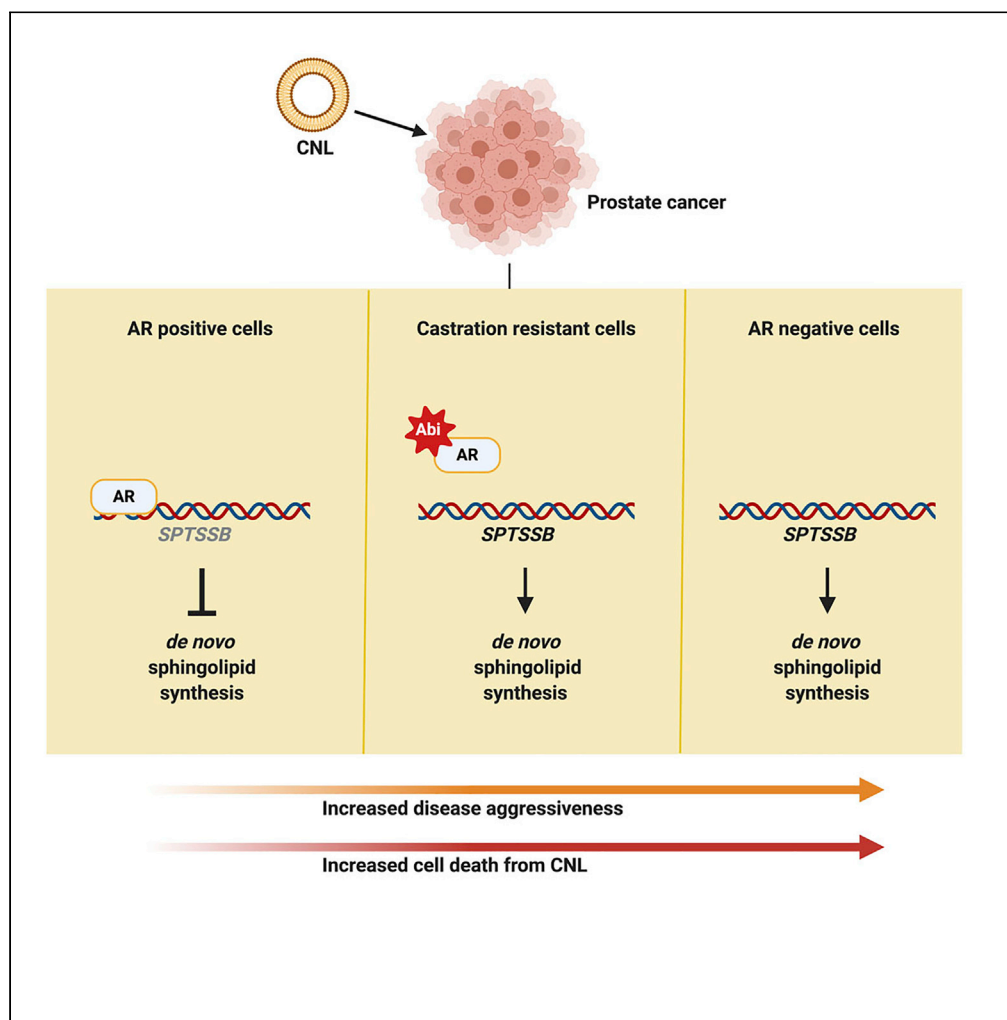 CNL
Prostate cancer
AR positive cells
Castration resistant cells
AR negative cells
Abi
AR
AR
SPTSSB
SPTSSB
SPTSSB
de novo
sphingolipid
synthesis
de novo
sphingolipid
synthesis
de novo
sphingolipid
synthesis
Increased disease aggressiveness
Increased cell death from CNL